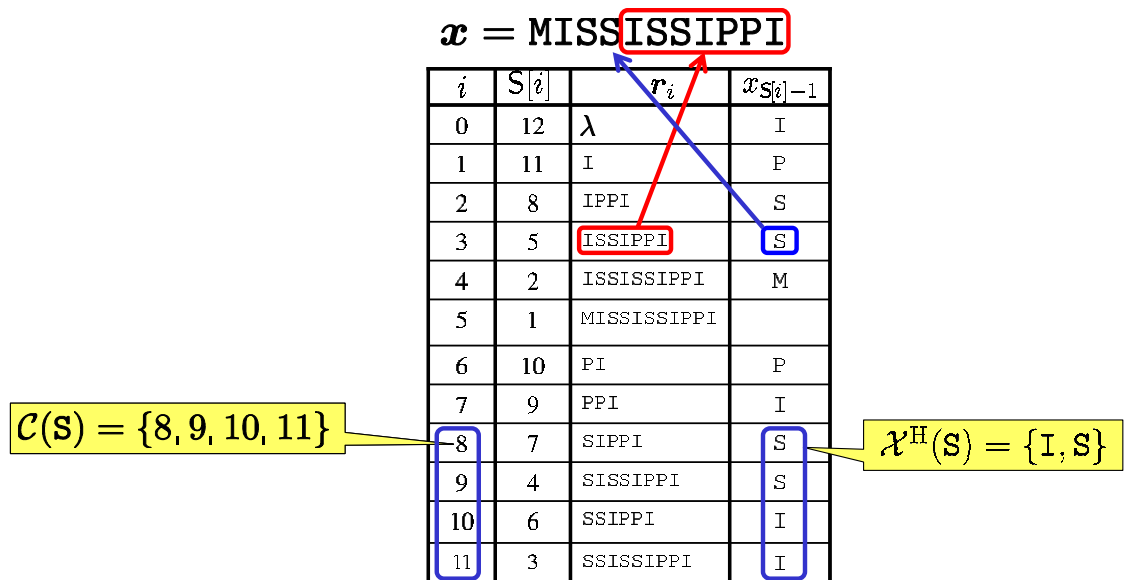 x = MISSISSIPPI
i S[i] r_i x_{S[i]−1}
0 12 λ I
1 11 I P
2 8 IPPI S
3 5 ISSIPPI S
4 2 ISSISSIPPI M
5 1 MISSISSIPPI
6 10 PI P
7 9 PPI I
C(S) = {8, 9, 10, 11}
8 7 SIPPI S
X^H(S) = {I, S}
9 4 SISSIPPI S
10 6 SSIPPI I
11 3 SSISSIPPI I